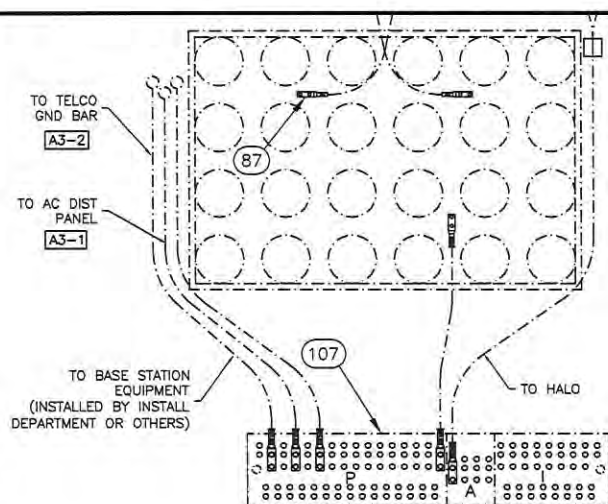 TO TELCO
GND BAR
A3-2
87
TO AC DIST
PANEL
A3-1
107
TO BASE STATION
EQUIPMENT
(INSTALLED BY INSTALL
DEPARTMENT OR OTHERS)
TO HALO
P
A
I